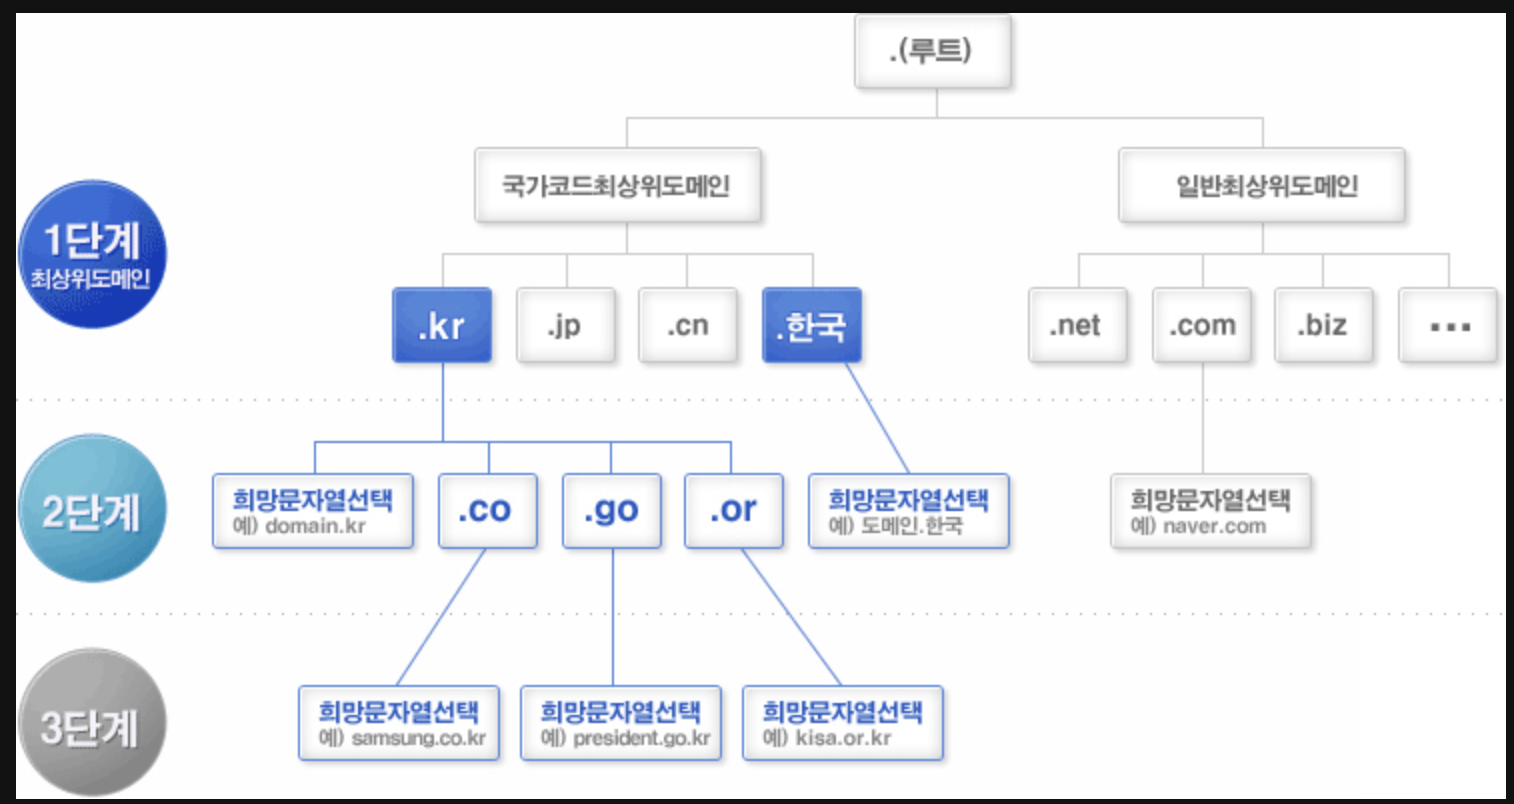 .(루트)
국가코드최상위도메인
일반최상위도메인
1단계
최상위도메인
.kr
.jp
.cn
.한국
.net
.com
.biz
...
2단계
희망문자열선택
예) domain.kr
.co
.go
.or
희망문자열선택
예) 도메인.한국
희망문자열선택
예) naver.com
3단계
희망문자열선택
예) samsung.co.kr
희망문자열선택
예) president.go.kr
희망문자열선택
예) kisa.or.kr